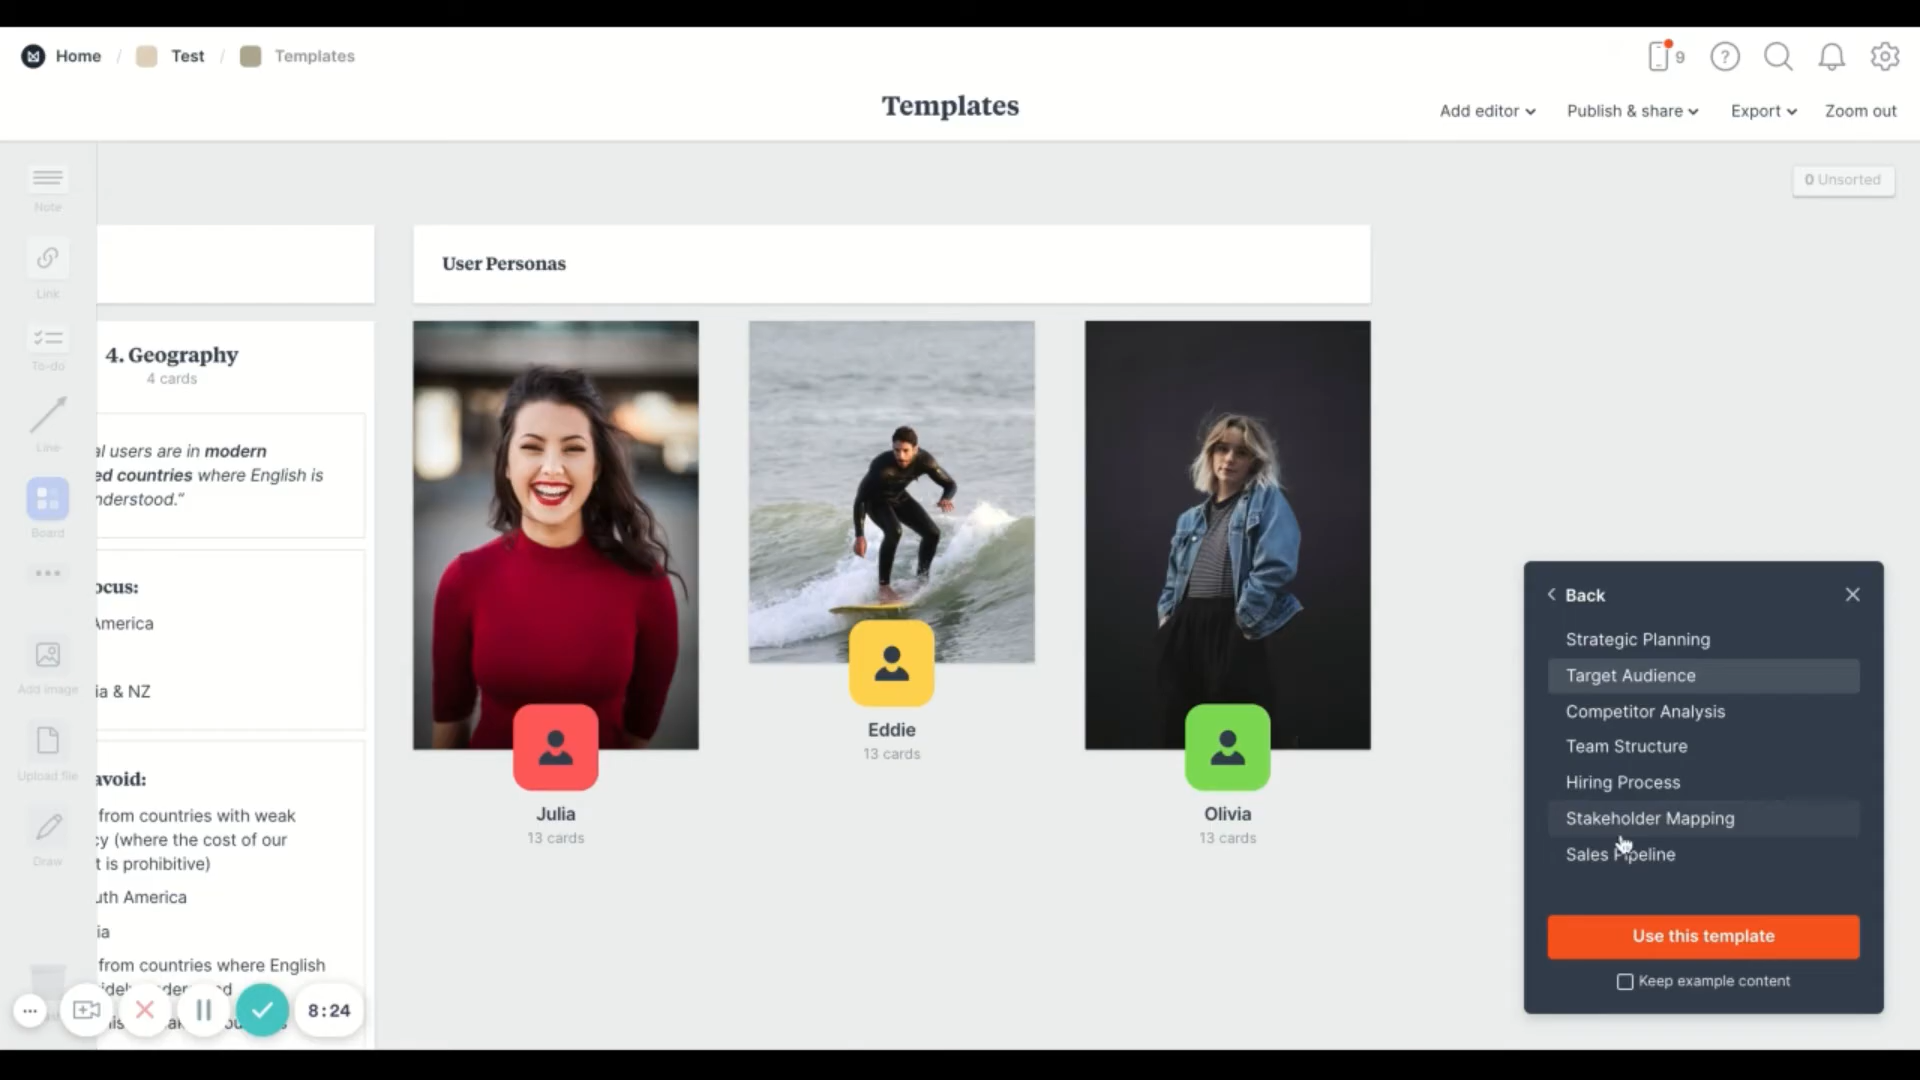 Home / Test / Templates
9
Templates
Add editor
Publish & share
Export
Zoom out
0 Unsorted
Note
Link
To-do
Line
Board
Add image
Upload file
Draw
4. Geography
4 cards
al users are in modern
ed countries where English is
nderstood."
ocus:
America
ia & NZ
avoid:
from countries with weak
cy (where the cost of our
t is prohibitive)
uth America
ia
from countries where English
User Personas
Julia
13 cards
Eddie
13 cards
Olivia
13 cards
Back
Strategic Planning
Target Audience
Competitor Analysis
Team Structure
Hiring Process
Stakeholder Mapping
Sales Pipeline
Use this template
Keep example content
8:24